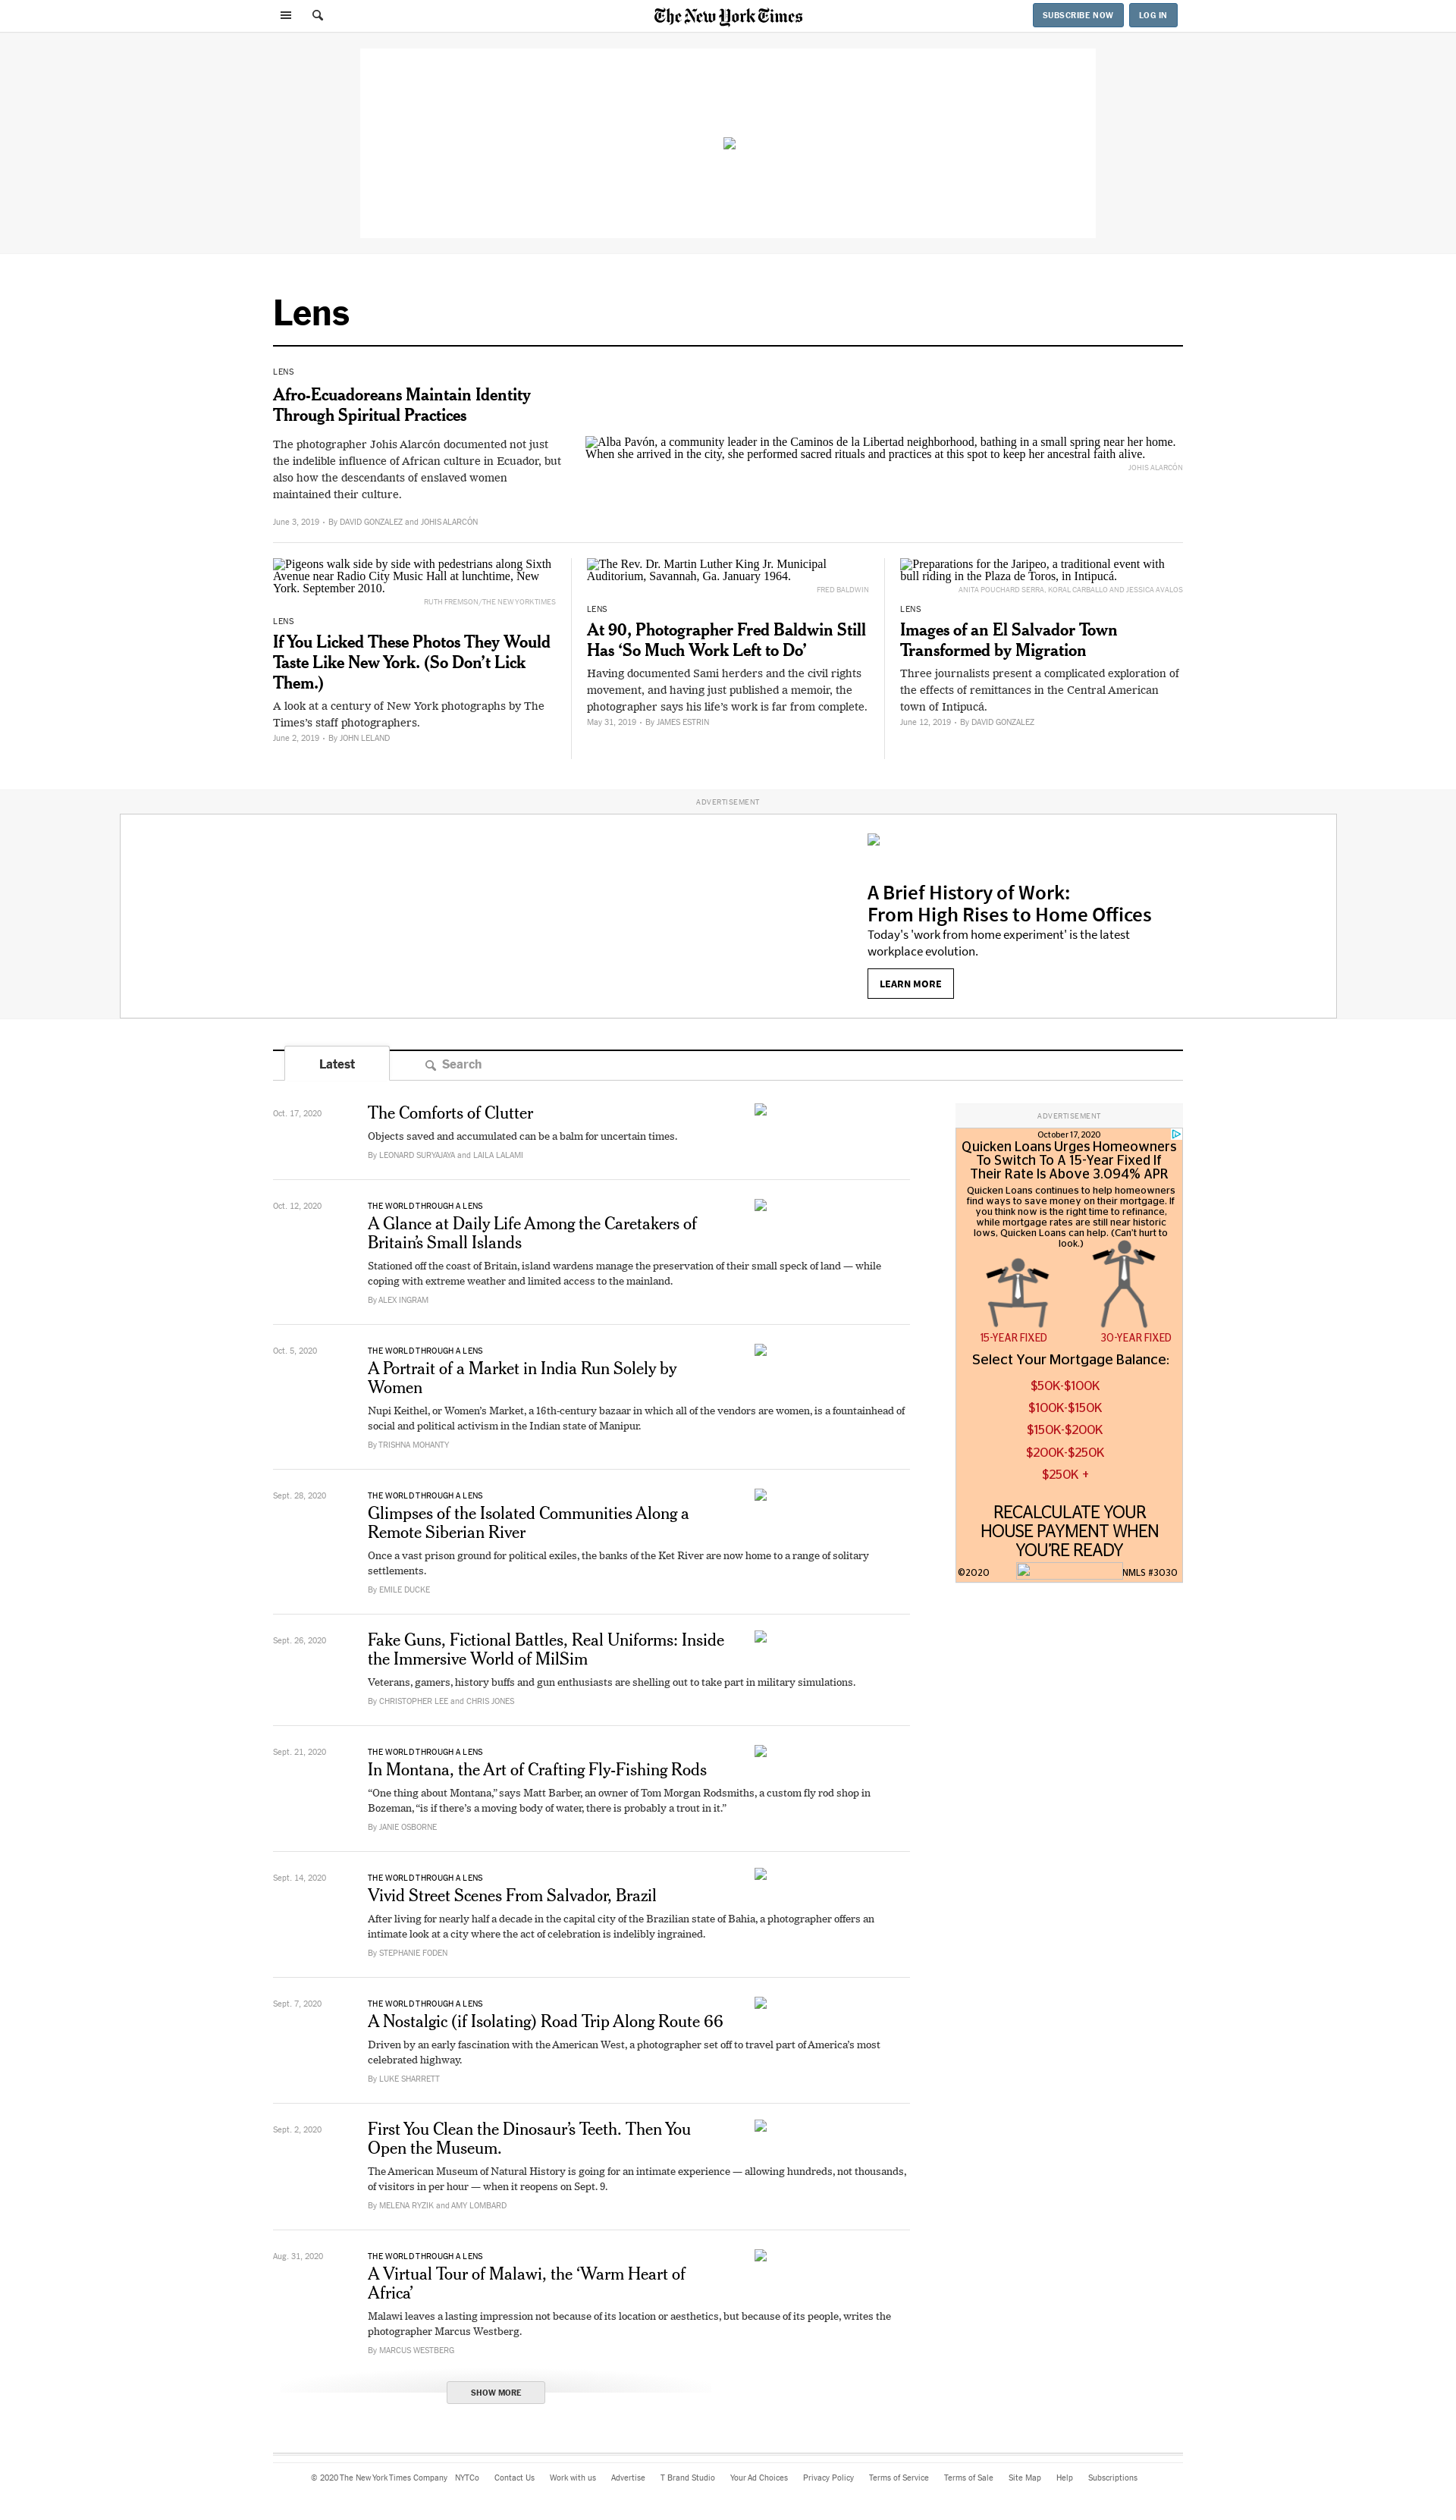 The New York Times
SUBSCRIBE NOW
LOG IN
Lens
LENS
Afro-Ecuadoreans Maintain Identity
Through Spiritual Practices
The photographer Johis Alarcón documented not just
the indelible influence of African culture in Ecuador, but
also how the descendants of enslaved women
maintained their culture.
June 3, 2019 • By DAVID GONZALEZ and JOHIS ALARCÓN
Alba Pavón, a community leader in the Caminos de la Libertad neighborhood, bathing in a small spring near her home.
When she arrived in the city, she performed sacred rituals and practices at this spot to keep her ancestral faith alive.
JOHIS ALARCÓN
Pigeons walk side by side with pedestrians along Sixth
Avenue near Radio City Music Hall at lunchtime, New
York. September 2010.
RUTH FREMSON/THE NEW YORK TIMES
LENS
If You Licked These Photos They Would
Taste Like New York. (So Don’t Lick
Them.)
A look at a century of New York photographs by The
Times’s staff photographers.
June 2, 2019 • By JOHN LELAND
The Rev. Dr. Martin Luther King Jr. Municipal
Auditorium, Savannah, Ga. January 1964.
FRED BALDWIN
LENS
At 90, Photographer Fred Baldwin Still
Has ‘So Much Work Left to Do’
Having documented Sami herders and the civil rights
movement, and having just published a memoir, the
photographer says his life’s work is far from complete.
May 31, 2019 • By JAMES ESTRIN
Preparations for the Jaripeo, a traditional event with
bull riding in the Plaza de Toros, in Intipucá.
ANITA POUCHARD SERRA, KORAL CARBALLO AND JESSICA AVALOS
LENS
Images of an El Salvador Town
Transformed by Migration
Three journalists present a complicated exploration of
the effects of remittances in the Central American
town of Intipucá.
June 12, 2019 • By DAVID GONZALEZ
ADVERTISEMENT
A Brief History of Work:
From High Rises to Home Offices
Today's 'work from home experiment' is the latest
workplace evolution.
LEARN MORE
Latest
Search
Oct. 17, 2020
The Comforts of Clutter
Objects saved and accumulated can be a balm for uncertain times.
By LEONARD SURYAJAYA and LAILA LALAMI
Oct. 12, 2020
THE WORLD THROUGH A LENS
A Glance at Daily Life Among the Caretakers of
Britain’s Small Islands
Stationed off the coast of Britain, island wardens manage the preservation of their small speck of land — while
coping with extreme weather and limited access to the mainland.
By ALEX INGRAM
Oct. 5, 2020
THE WORLD THROUGH A LENS
A Portrait of a Market in India Run Solely by
Women
Nupi Keithel, or Women’s Market, a 16th-century bazaar in which all of the vendors are women, is a fountainhead of
social and political activism in the Indian state of Manipur.
By TRISHNA MOHANTY
Sept. 28, 2020
THE WORLD THROUGH A LENS
Glimpses of the Isolated Communities Along a
Remote Siberian River
Once a vast prison ground for political exiles, the banks of the Ket River are now home to a range of solitary
settlements.
By EMILE DUCKE
Sept. 26, 2020
Fake Guns, Fictional Battles, Real Uniforms: Inside
the Immersive World of MilSim
Veterans, gamers, history buffs and gun enthusiasts are shelling out to take part in military simulations.
By CHRISTOPHER LEE and CHRIS JONES
Sept. 21, 2020
THE WORLD THROUGH A LENS
In Montana, the Art of Crafting Fly-Fishing Rods
“One thing about Montana,” says Matt Barber, an owner of Tom Morgan Rodsmiths, a custom fly rod shop in
Bozeman, “is if there’s a moving body of water, there is probably a trout in it.”
By JANIE OSBORNE
Sept. 14, 2020
THE WORLD THROUGH A LENS
Vivid Street Scenes From Salvador, Brazil
After living for nearly half a decade in the capital city of the Brazilian state of Bahia, a photographer offers an
intimate look at a city where the act of celebration is indelibly ingrained.
By STEPHANIE FODEN
Sept. 7, 2020
THE WORLD THROUGH A LENS
A Nostalgic (if Isolating) Road Trip Along Route 66
Driven by an early fascination with the American West, a photographer set off to travel part of America’s most
celebrated highway.
By LUKE SHARRETT
Sept. 2, 2020
First You Clean the Dinosaur’s Teeth. Then You
Open the Museum.
The American Museum of Natural History is going for an intimate experience — allowing hundreds, not thousands,
of visitors in per hour — when it reopens on Sept. 9.
By MELENA RYZIK and AMY LOMBARD
Aug. 31, 2020
THE WORLD THROUGH A LENS
A Virtual Tour of Malawi, the ‘Warm Heart of
Africa’
Malawi leaves a lasting impression not because of its location or aesthetics, but because of its people, writes the
photographer Marcus Westberg.
By MARCUS WESTBERG
SHOW MORE
ADVERTISEMENT
October 17, 2020
Quicken Loans Urges Homeowners
To Switch To A 15-Year Fixed If
Their Rate Is Above 3.094% APR
Quicken Loans continues to help homeowners
find ways to save money on their mortgage. If
you think now is the right time to refinance,
while mortgage rates are still near historic
lows, Quicken Loans can help. (Can't hurt to
look.)
15-YEAR FIXED
30-YEAR FIXED
Select Your Mortgage Balance:
$50K-$100K
$100K-$150K
$150K-$200K
$200K-$250K
$250K +
RECALCULATE YOUR
HOUSE PAYMENT WHEN
YOU'RE READY
©2020
NMLS #3030
© 2020 The New York Times Company NYTCo Contact Us Work with us Advertise T Brand Studio Your Ad Choices Privacy Policy Terms of Service Terms of Sale Site Map Help Subscriptions